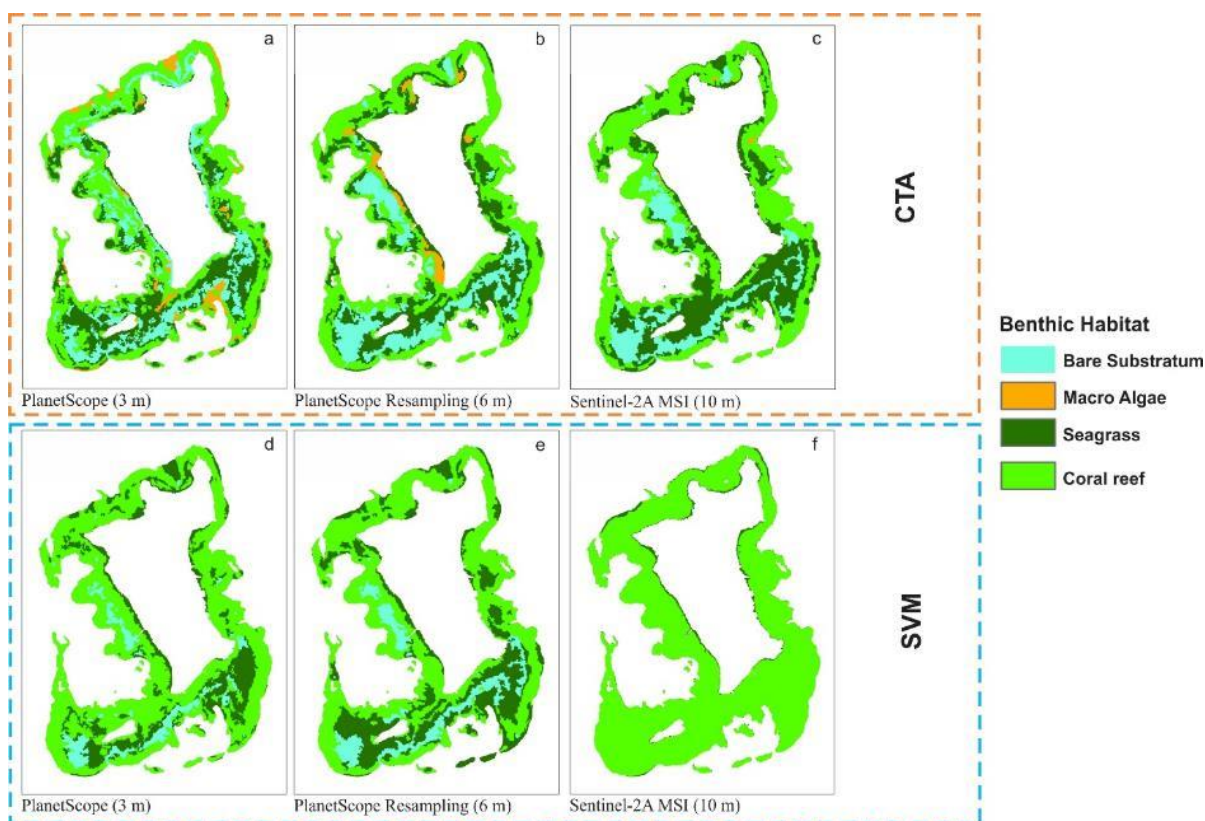 a
b
c
PlanetScope (3 m)
PlanetScope Resampling (6 m)
Sentinel-2A MSI (10 m)
CTA
Benthic Habitat
Bare Substratum
Macro Algae
Seagrass
Coral reef
d
e
f
PlanetScope (3 m)
PlanetScope Resampling (6 m)
Sentinel-2A MSI (10 m)
SVM